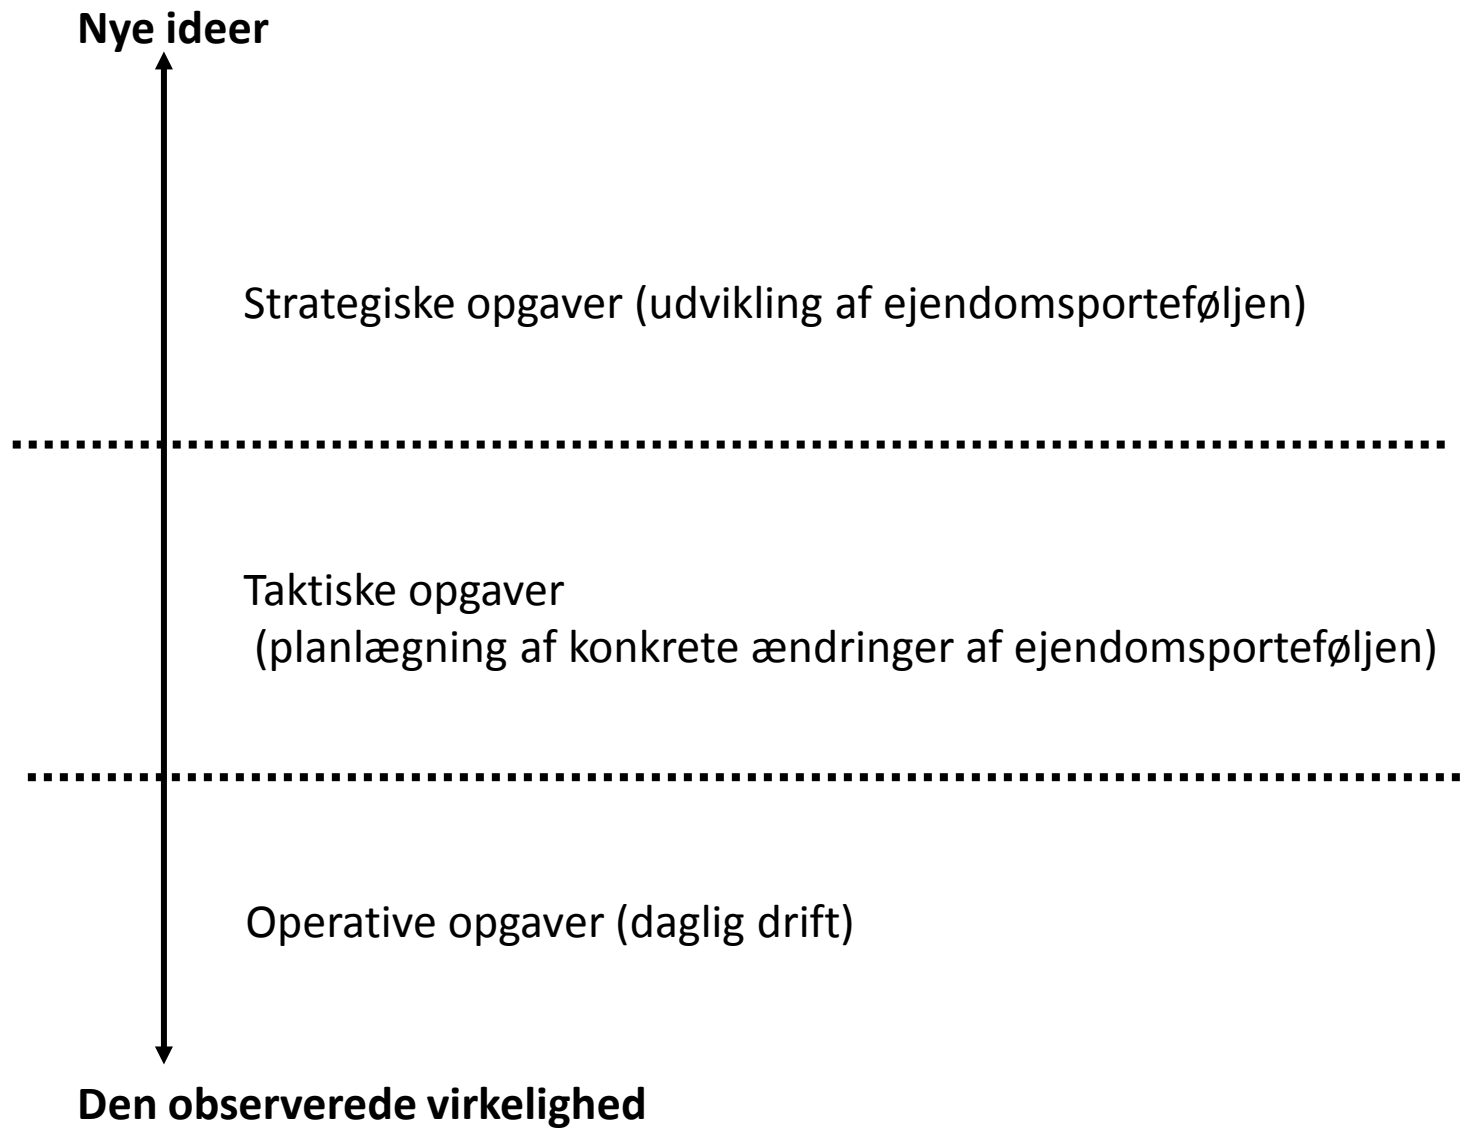 Nye ideer
Strategiske opgaver (udvikling af ejendomsporteføljen)
Taktiske opgaver
(planlægning af konkrete ændringer af ejendomsporteføljen)
Operative opgaver (daglig drift)
Den observerede virkelighed